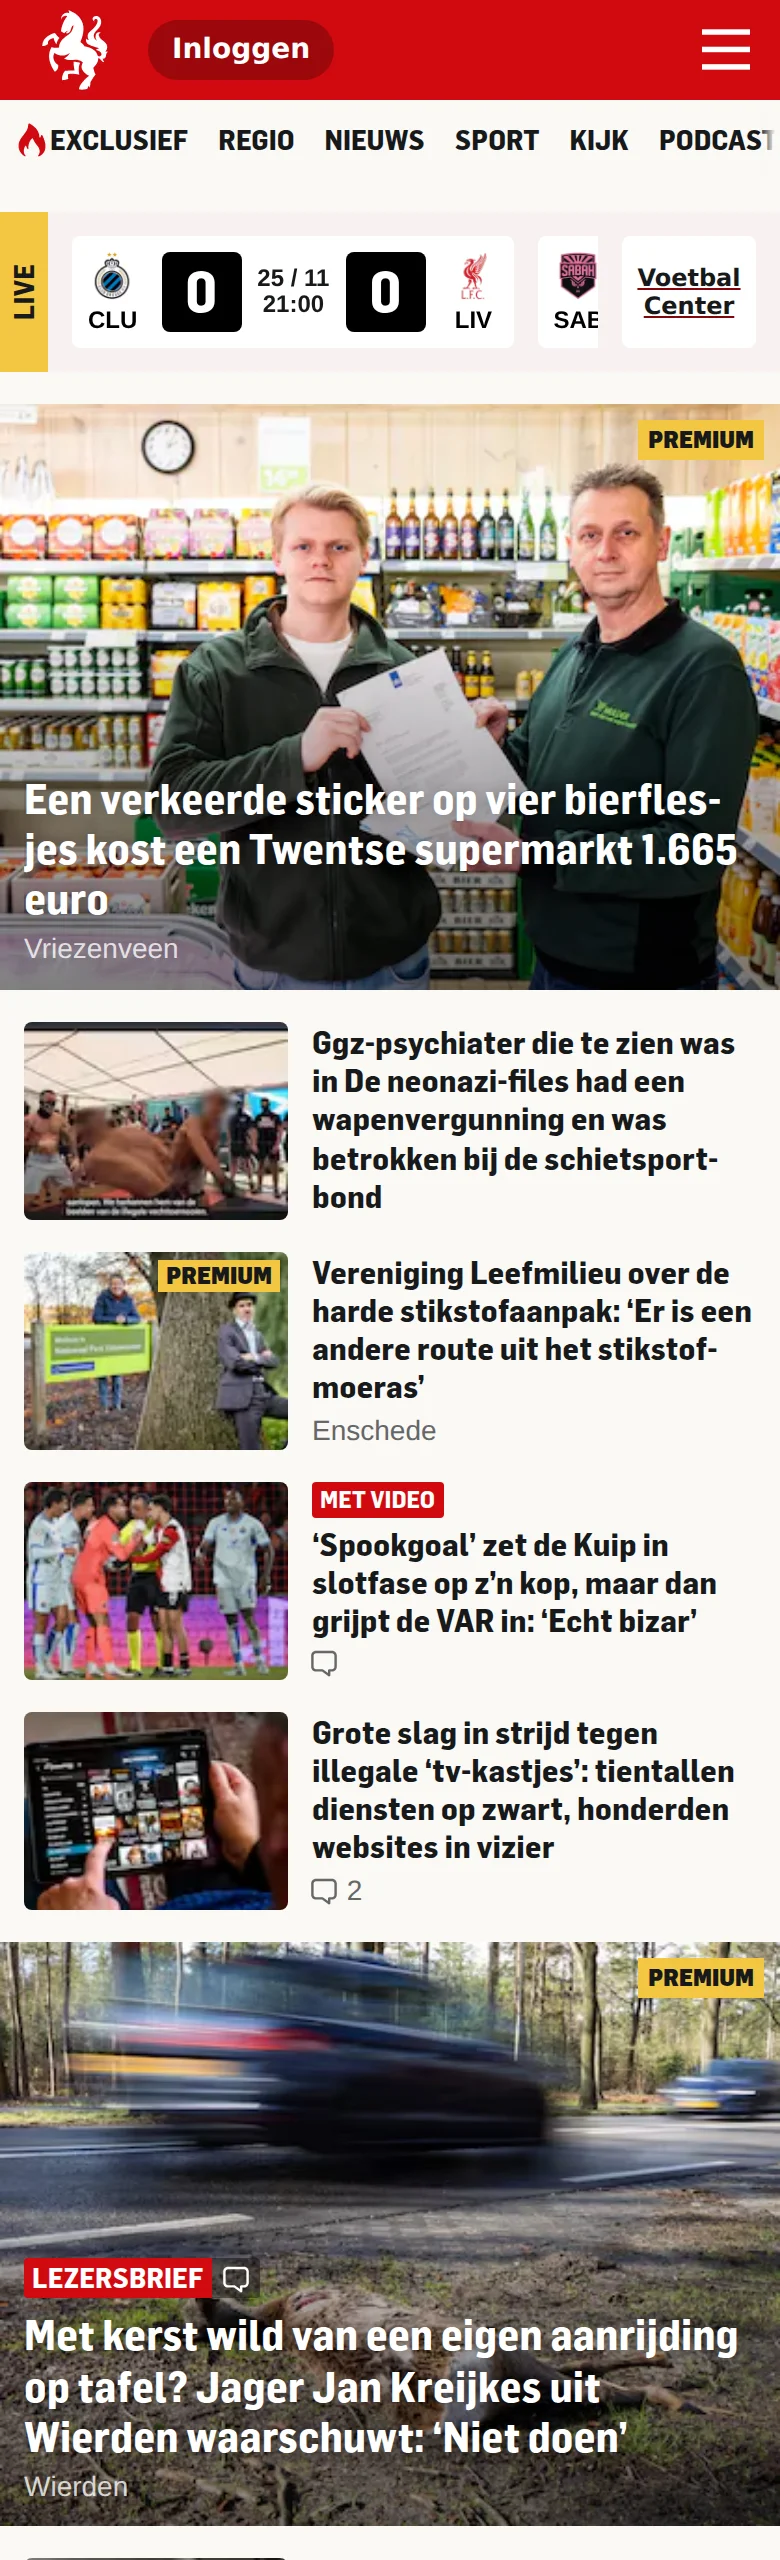 Inloggen
EXCLUSIEF REGIO NIEUWS SPORT KIJK PODCAST
LIVE
CLU
0
25 / 11
21:00
0
L.F.C.
LIV
SABAH
SAB
Voetbal
Center
PREMIUM
Een verkeerde sticker op vier bierfles-
jes kost een Twentse supermarkt 1.665
euro
Vriezenveen
Ggz-psychiater die te zien was
in De neonazi-files had een
wapenvergunning en was
betrokken bij de schietsport-
bond
PREMIUM
Vereniging Leefmilieu over de
harde stikstofaanpak: ‘Er is een
andere route uit het stikstof-
moeras’
Enschede
MET VIDEO
‘Spookgoal’ zet de Kuip in
slotfase op z’n kop, maar dan
grijpt de VAR in: ‘Echt bizar’
Grote slag in strijd tegen
illegale ‘tv-kastjes’: tientallen
diensten op zwart, honderden
websites in vizier
2
PREMIUM
LEZERSBRIEF
Met kerst wild van een eigen aanrijding
op tafel? Jager Jan Kreijkes uit
Wierden waarschuwt: ‘Niet doen’
Wierden